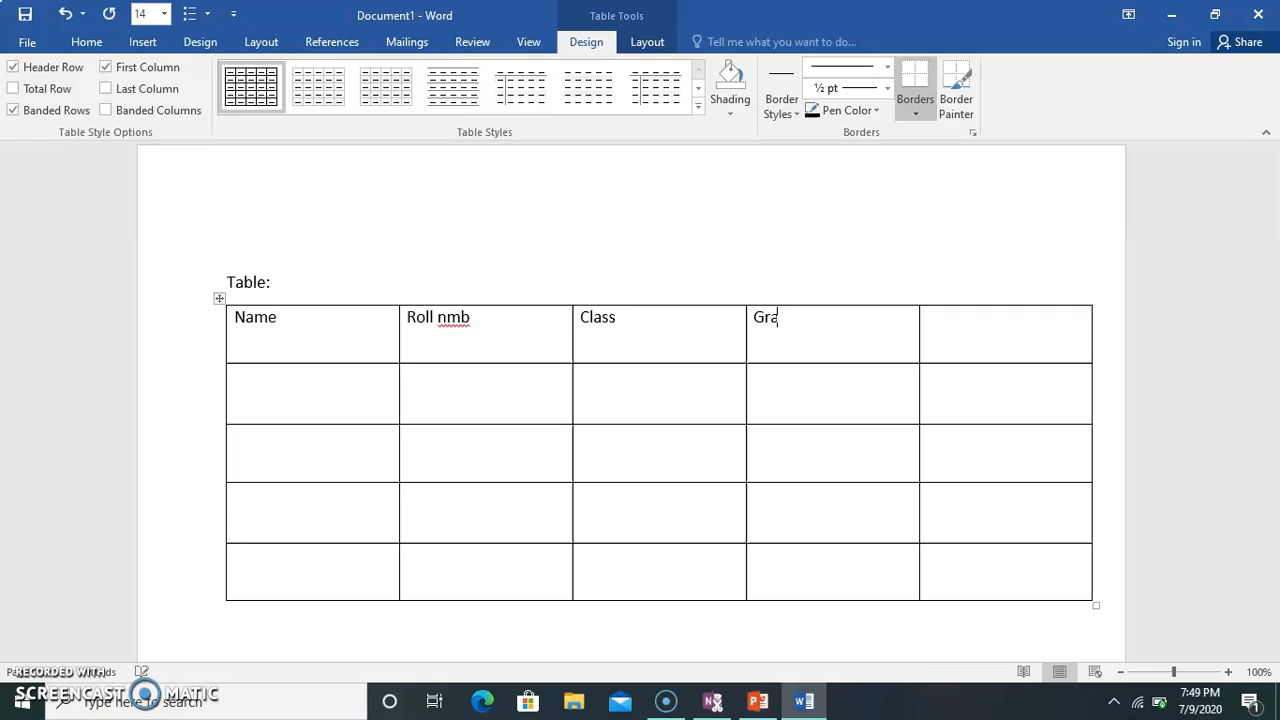 14
Document1 - Word
Table Tools
File
Home
Insert
Design
Layout
References
Mailings
Review
View
Design
Layout
Tell me what you want to do...
Sign in
Share
Header Row
First Column
Total Row
Last Column
Banded Rows
Banded Columns
Table Style Options
Table Styles
Shading
Border
Styles
½ pt
Pen Color
Borders
Border
Painter
Borders
Table:
Name
Roll nmb
Class
Gra
RECORDED WITH
SCREENCAST MATIC
Type here to search
100%
7:49 PM
7/9/2020
1